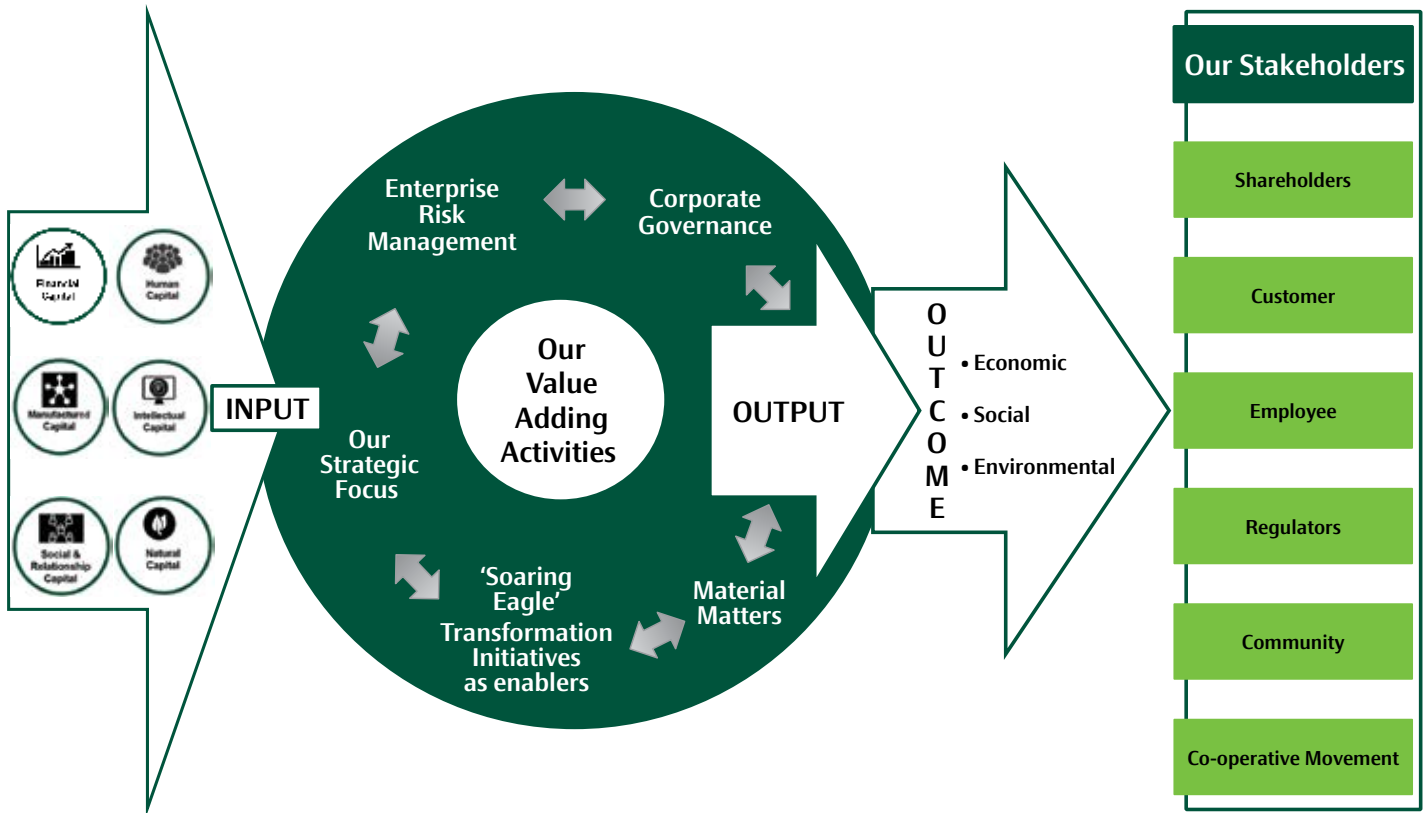 Financial
Capital
Human
Capital
Manufactured
Capital
Intellectual
Capital
Social &
Relationship
Capital
Natural
Capital
INPUT
Enterprise
Risk
Management
Corporate
Governance
Our
Strategic
Focus
Our
Value
Adding
Activities
‘Soaring
Eagle’
Transformation
Initiatives
as enablers
Material
Matters
OUTPUT
OUTCOME
• Economic
• Social
• Environmental
Our Stakeholders
Shareholders
Customer
Employee
Regulators
Community
Co-operative Movement